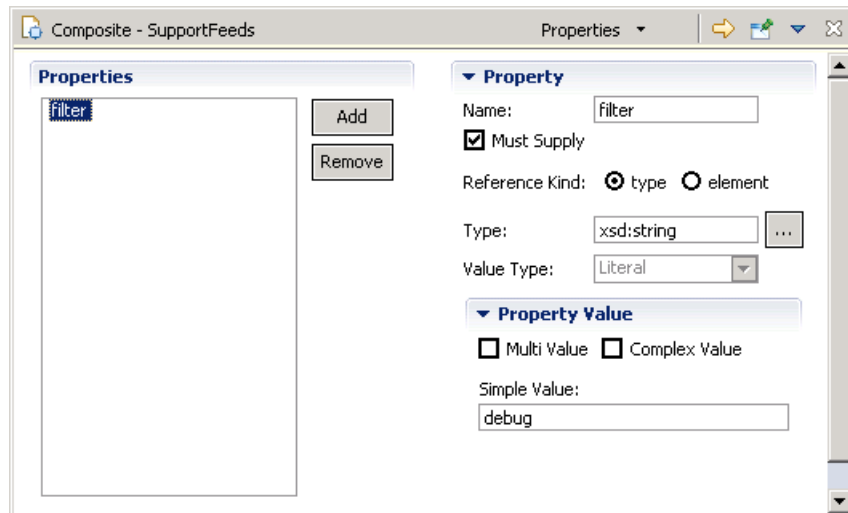 Composite - SupportFeeds
Properties
Properties
filter
Add
Remove
Property
Name: filter
Must Supply
Reference Kind: type element
Type: xsd:string ...
Value Type: Literal
Property Value
Multi Value Complex Value
Simple Value:
debug